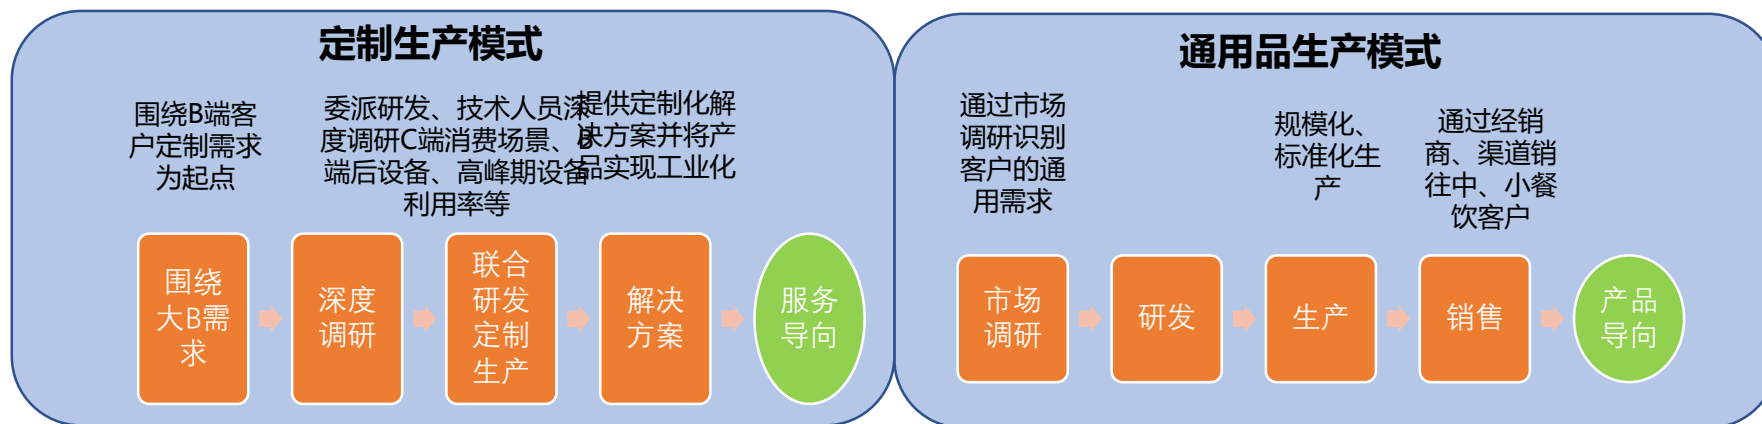 定制生产模式
围绕B端客
户定制需求
为起点
委派研发、技术人员深
度调研C端消费场景、B
端后设备、高峰期设备
利用率等
提供定制化解
决方案并将产
品实现工业化
围绕
大B需
求
深度
调研
联合
研发
定制
生产
解决
方案
服务
导向
通用品生产模式
通过市场
调研识别
客户的通
用需求
规模化、
标准化生
产
通过经销
商、渠道销
往中、小餐
饮客户
市场
调研
研发
生产
销售
产品
导向